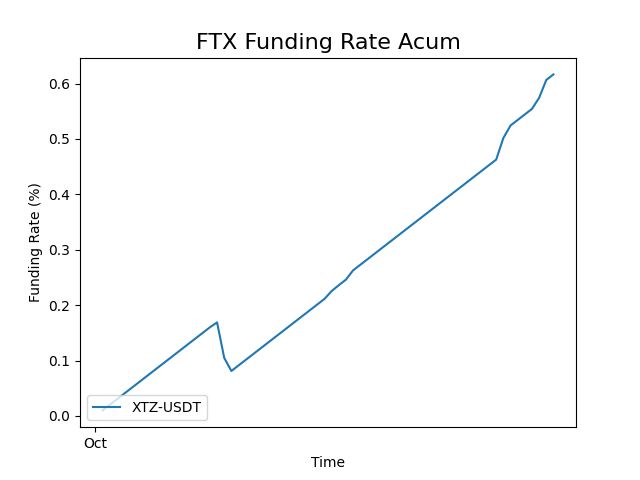 FTX Funding Rate Acum
Funding Rate (%)
0.6
0.5
0.4
0.3
0.2
0.1
0.0
XTZ-USDT
Oct
Time